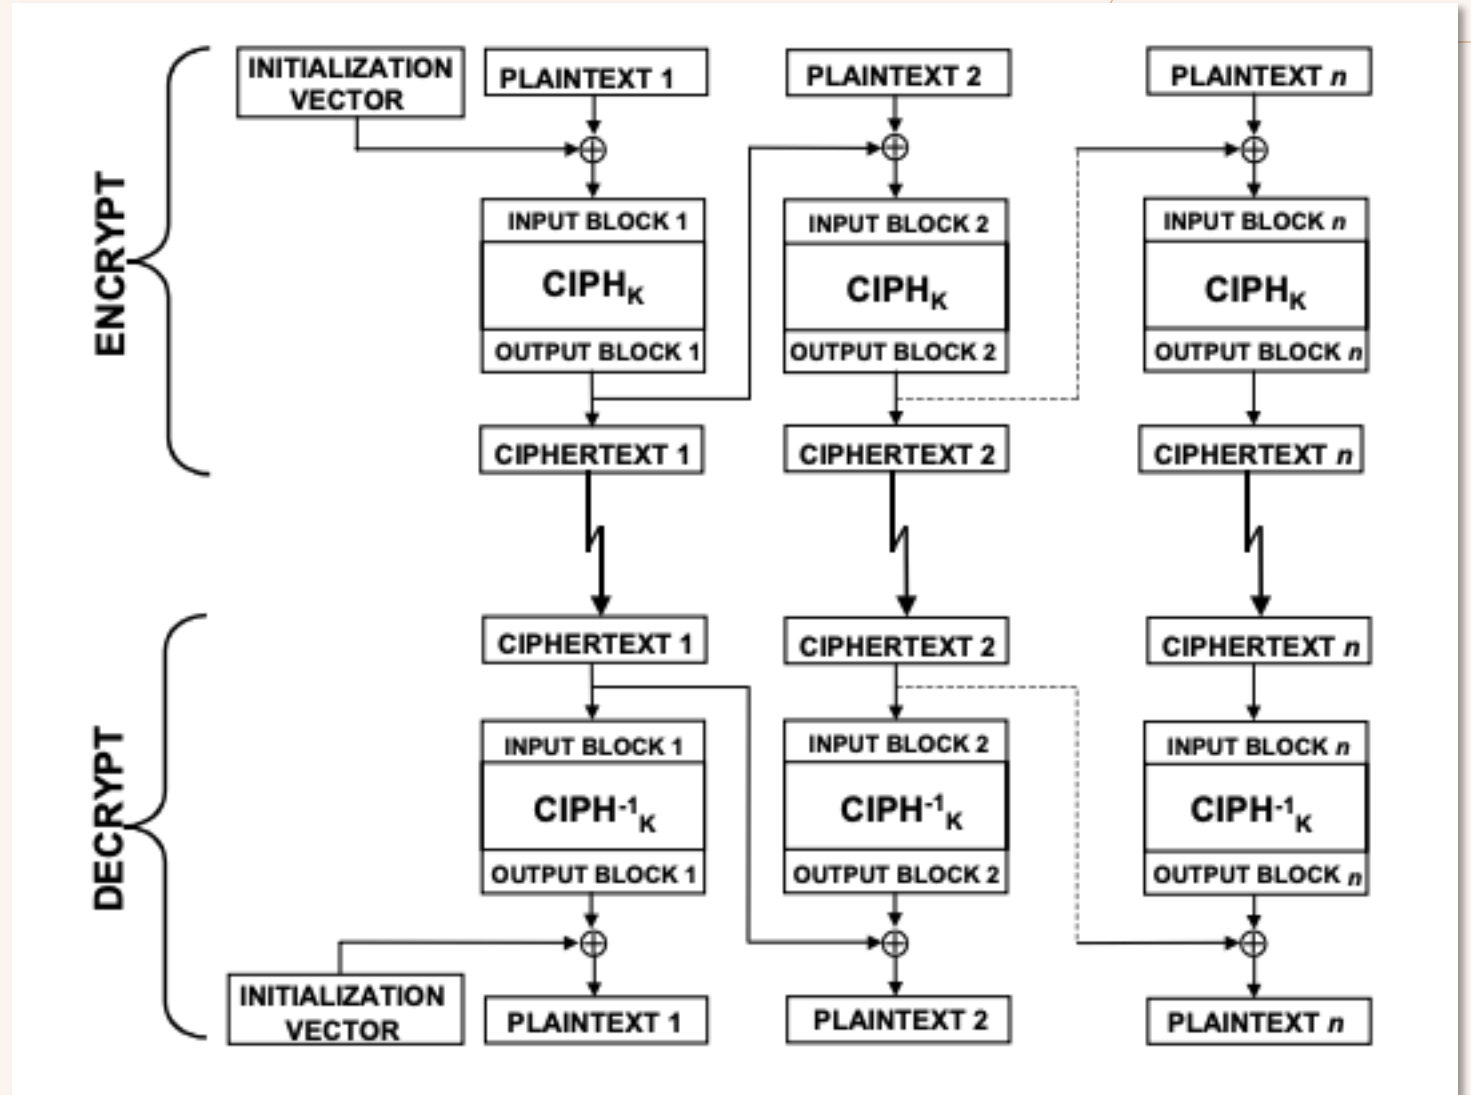 INITIALIZATION
VECTOR
PLAINTEXT 1
PLAINTEXT 2
PLAINTEXT n
ENCRYPT
INPUT BLOCK 1
INPUT BLOCK 2
INPUT BLOCK n
CIPHK
CIPHK
CIPHK
OUTPUT BLOCK 1
OUTPUT BLOCK 2
OUTPUT BLOCK n
CIPHERTEXT 1
CIPHERTEXT 2
CIPHERTEXT n
CIPHERTEXT 1
CIPHERTEXT 2
CIPHERTEXT n
DECRYPT
INPUT BLOCK 1
INPUT BLOCK 2
INPUT BLOCK n
CIPH-1K
CIPH-1K
CIPH-1K
OUTPUT BLOCK 1
OUTPUT BLOCK 2
OUTPUT BLOCK n
INITIALIZATION
VECTOR
PLAINTEXT 1
PLAINTEXT 2
PLAINTEXT n